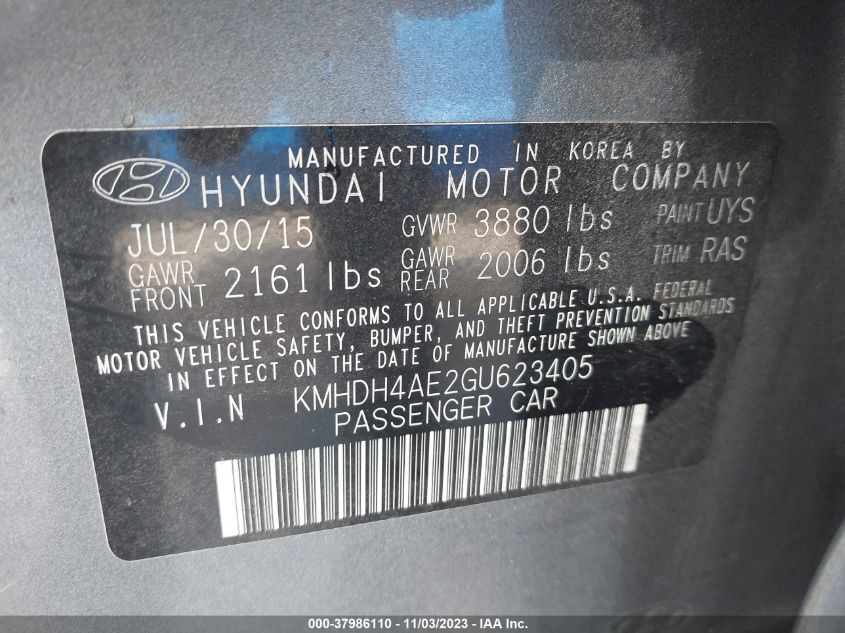 MANUFACTURED IN KOREA BY
HYUNDAI MOTOR COMPANY
JUL/30/15 GVWR 3880 lbs PAINT UYS
GAWR FRONT 2161 lbs GAWR REAR 2006 lbs TRIM RAS
THIS VEHICLE CONFORMS TO ALL APPLICABLE U.S.A. FEDERAL
MOTOR VEHICLE SAFETY, BUMPER, AND THEFT PREVENTION STANDARDS
IN EFFECT ON THE DATE OF MANUFACTURE SHOWN ABOVE
V.I.N KMHDH4AE2GU623405
PASSENGER CAR
000-37986110 - 11/03/2023 - IAA Inc.